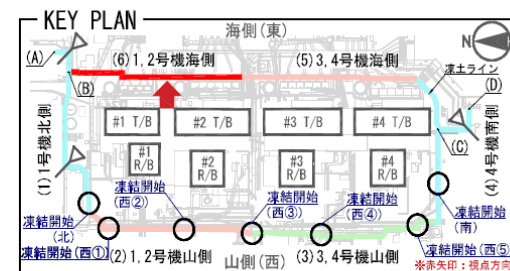 KEY PLAN
海側(東)
N
(A)
(6)1,2号機海側
(5)3,4号機海側
凍土ライン
(B)
(D)
#1 T/B
#2 T/B
#3 T/B
#4 T/B
(C)
(1)1号機北側
(4)4号機南側
#1
R/B
#2
R/B
#3
R/B
#4
R/B
凍結開始
(西②)
凍結開始
(西③)
凍結開始
(西④)
凍結開始
(南)
凍結開始
(北)
凍結開始(西①)
(2)1,2号機山側
山側(西)
(3)3,4号機山側
凍結開始(西⑤)
※赤矢印:視点方向